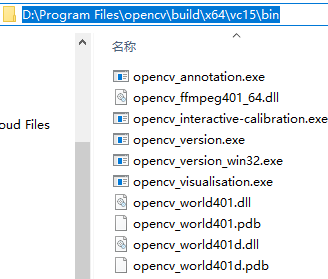 D:\Program Files\opencv\build\x64\vc15\bin
名称
opencv_annotation.exe
opencv_ffmpeg401_64.dll
opencv_interactive-calibration.exe
oud Files
opencv_version.exe
opencv_version_win32.exe
opencv_visualisation.exe
opencv_world401.dll
opencv_world401.pdb
opencv_world401d.dll
opencv_world401d.pdb